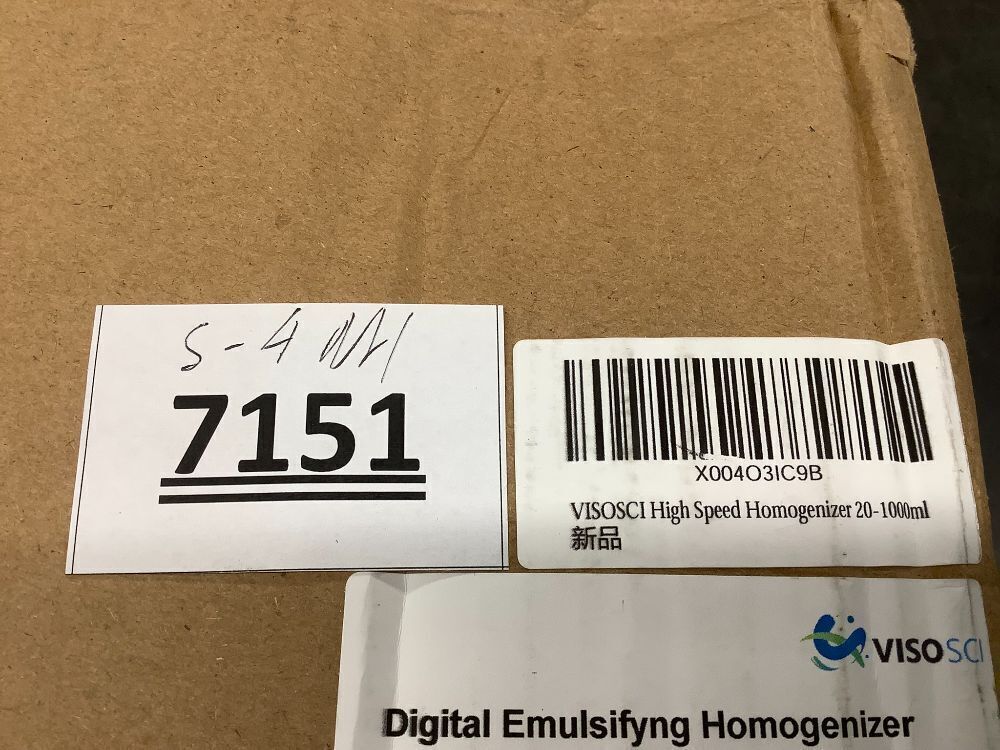 S-4
7151
X004O3IC9B
VISOSCI High Speed Homogenizer 20-1000ml
新品
VISOSCI
Digital Emulsifyng Homogenizer